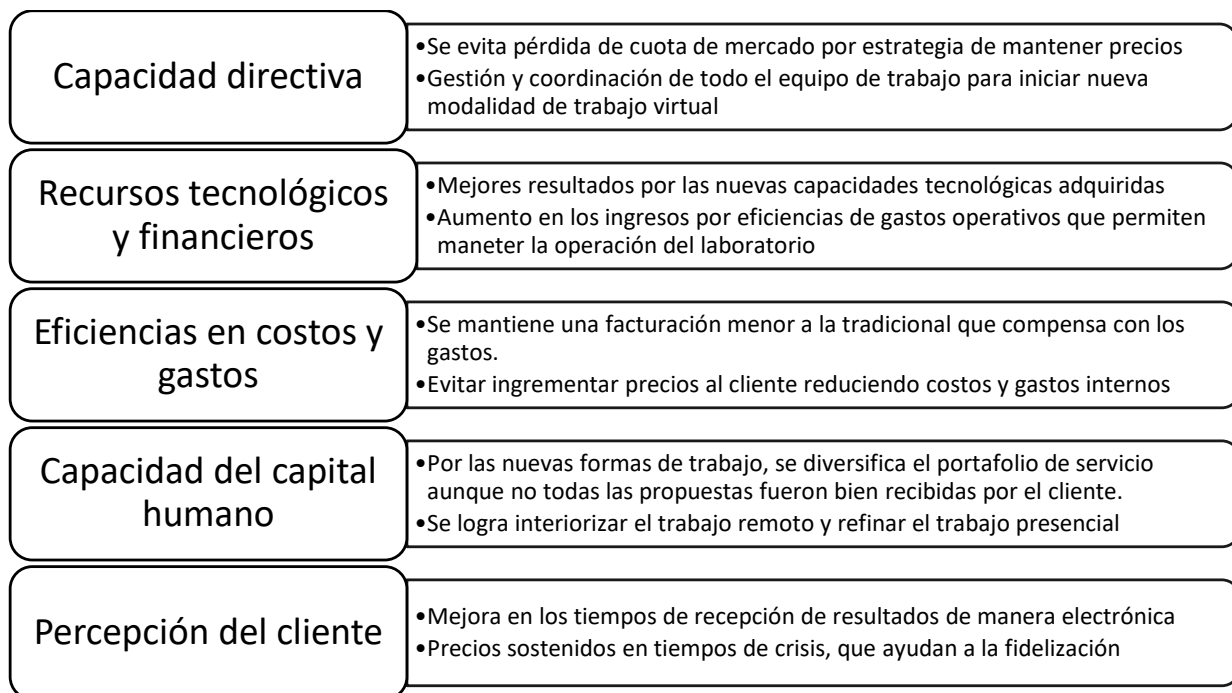 Capacidad directiva
•Se evita pérdida de cuota de mercado por estrategia de mantener precios
•Gestión y coordinación de todo el equipo de trabajo para iniciar nueva
modalidad de trabajo virtual
Recursos tecnológicos
y financieros
•Mejores resultados por las nuevas capacidades tecnológicas adquiridas
•Aumento en los ingresos por eficiencias de gastos operativos que permiten
maneter la operación del laboratorio
Eficiencias en costos y
gastos
•Se mantiene una facturación menor a la tradicional que compensa con los
gastos.
•Evitar ingrementar precios al cliente reduciendo costos y gastos internos
Capacidad del capital
humano
•Por las nuevas formas de trabajo, se diversifica el portafolio de servicio
aunque no todas las propuestas fueron bien recibidas por el cliente.
•Se logra interiorizar el trabajo remoto y refinar el trabajo presencial
Percepción del cliente
•Mejora en los tiempos de recepción de resultados de manera electrónica
•Precios sostenidos en tiempos de crisis, que ayudan a la fidelización